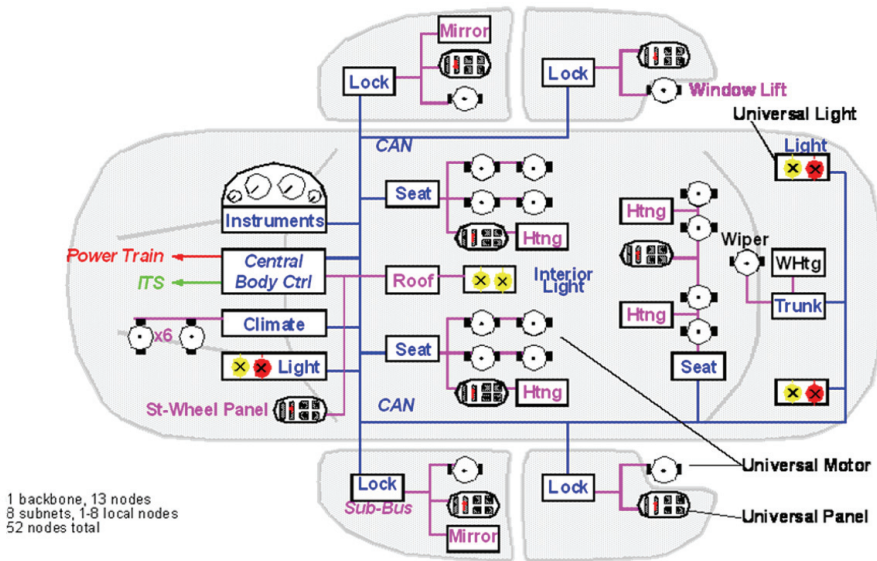 Mirror
Lock
Lock
Window Lift
Universal Light
CAN
Light
Seat
Instruments
Htng
Htng
Wiper
WHtg
Power Train
Central
Body Ctrl
ITS
Roof
Interior
Light
Trunk
x6
Climate
Htng
Seat
Light
Seat
Htng
St-Wheel Panel
CAN
Lock
Lock
Universal Motor
Sub-Bus
Universal Panel
Mirror
1 backbone, 13 nodes
8 subnets, 1-8 local nodes
52 nodes total